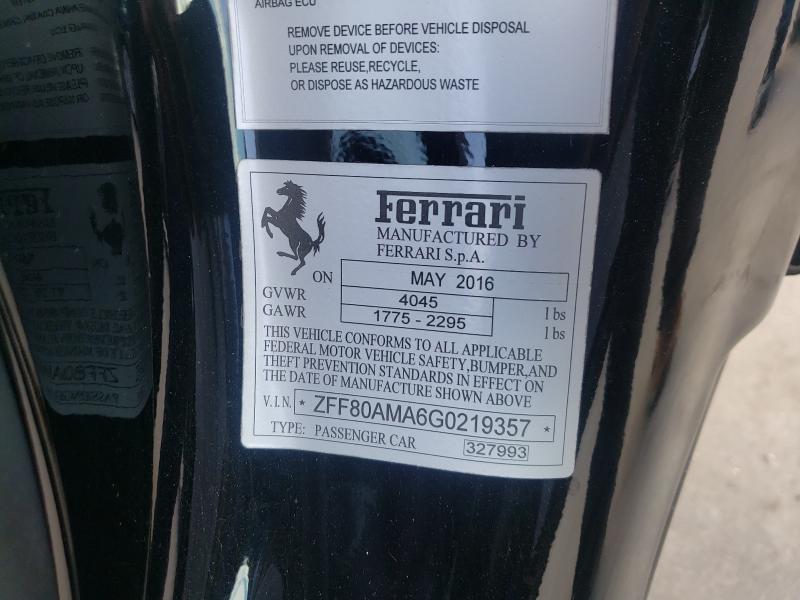 AIRBAG ECU
REMOVE DEVICE BEFORE VEHICLE DISPOSAL
UPON REMOVAL OF DEVICES:
PLEASE REUSE,RECYCLE,
OR DISPOSE AS HAZARDOUS WASTE
Ferrari
MANUFACTURED BY
FERRARI S.p.A.
ON MAY 2016
GVWR 4045 lbs
GAWR 1775 - 2295 lbs
THIS VEHICLE CONFORMS TO ALL APPLICABLE
FEDERAL MOTOR VEHICLE SAFETY,BUMPER,AND
THEFT PREVENTION STANDARDS IN EFFECT ON
THE DATE OF MANUFACTURE SHOWN ABOVE
V.I.N. * ZFF80AMA6G0219357 *
TYPE: PASSENGER CAR 327993